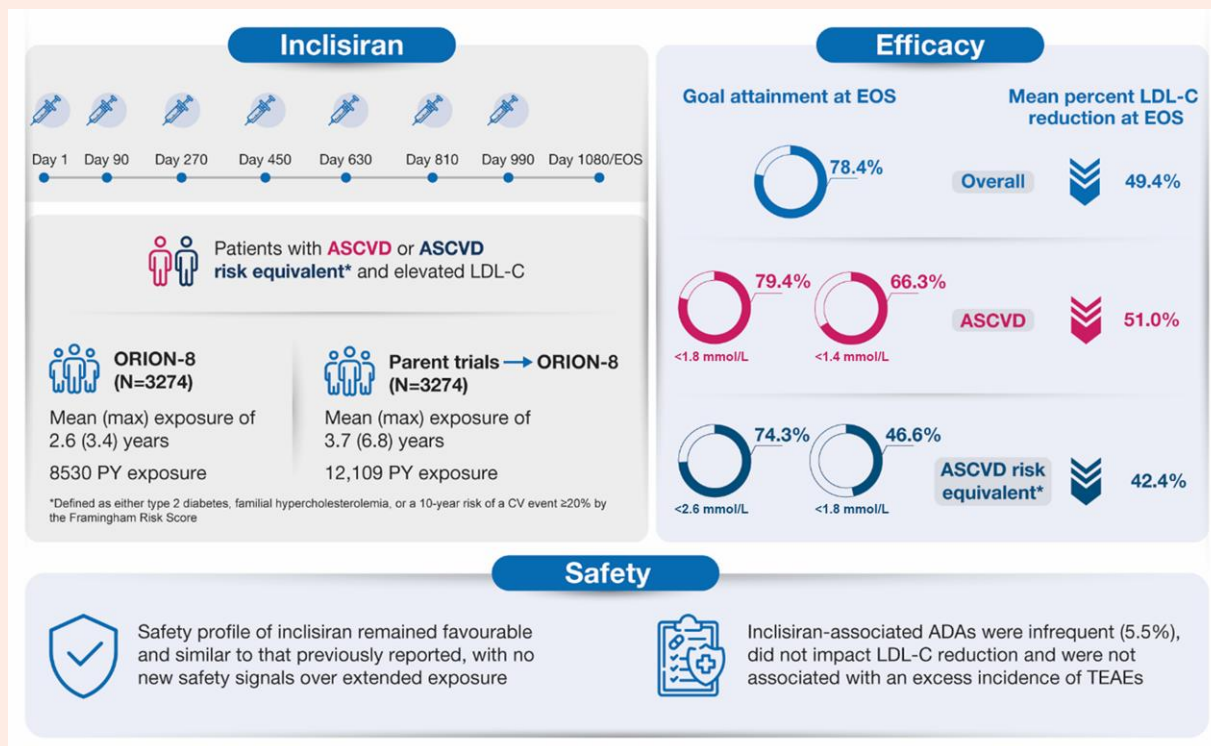 Inclisiran
Day 1 Day 90 Day 270 Day 450 Day 630 Day 810 Day 990 Day 1080/EOS
Patients with ASCVD or ASCVD
risk equivalent* and elevated LDL-C
ORION-8
(N=3274)
Mean (max) exposure of
2.6 (3.4) years
8530 PY exposure
Parent trials → ORION-8
(N=3274)
Mean (max) exposure of
3.7 (6.8) years
12,109 PY exposure
*Defined as either type 2 diabetes, familial hypercholesterolemia, or a 10-year risk of a CV event ≥20% by
the Framingham Risk Score
Efficacy
Goal attainment at EOS
Mean percent LDL-C
reduction at EOS
78.4%
Overall
49.4%
79.4%
<1.8 mmol/L
66.3%
<1.4 mmol/L
ASCVD
51.0%
74.3%
<2.6 mmol/L
46.6%
<1.8 mmol/L
ASCVD risk
equivalent*
42.4%
Safety
Safety profile of inclisiran remained favourable
and similar to that previously reported, with no
new safety signals over extended exposure
Inclisiran-associated ADAs were infrequent (5.5%),
did not impact LDL-C reduction and were not
associated with an excess incidence of TEAEs